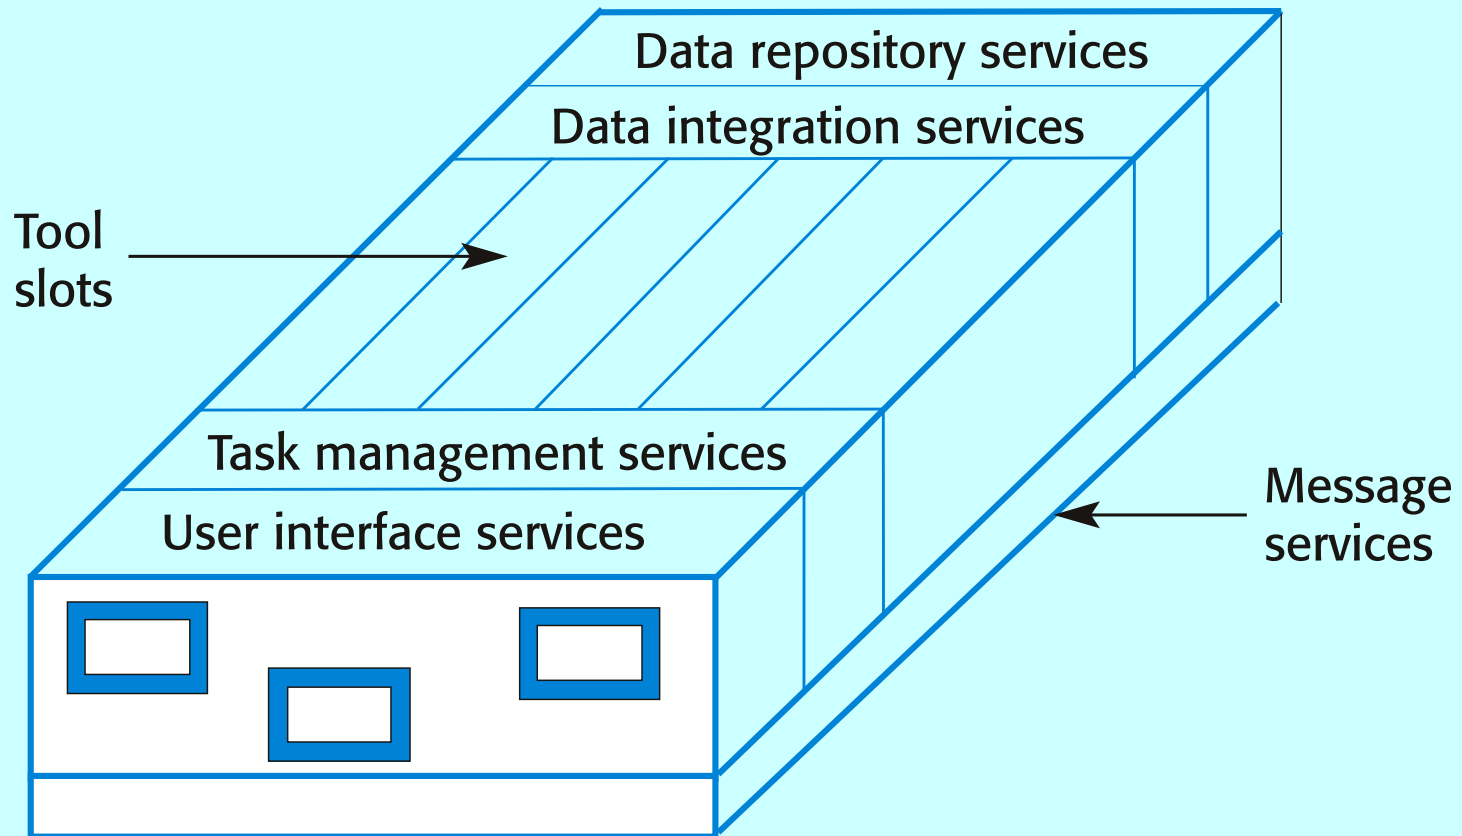 Data repository services
Data integration services
Tool
slots
Task management services
User interface services
Message
services